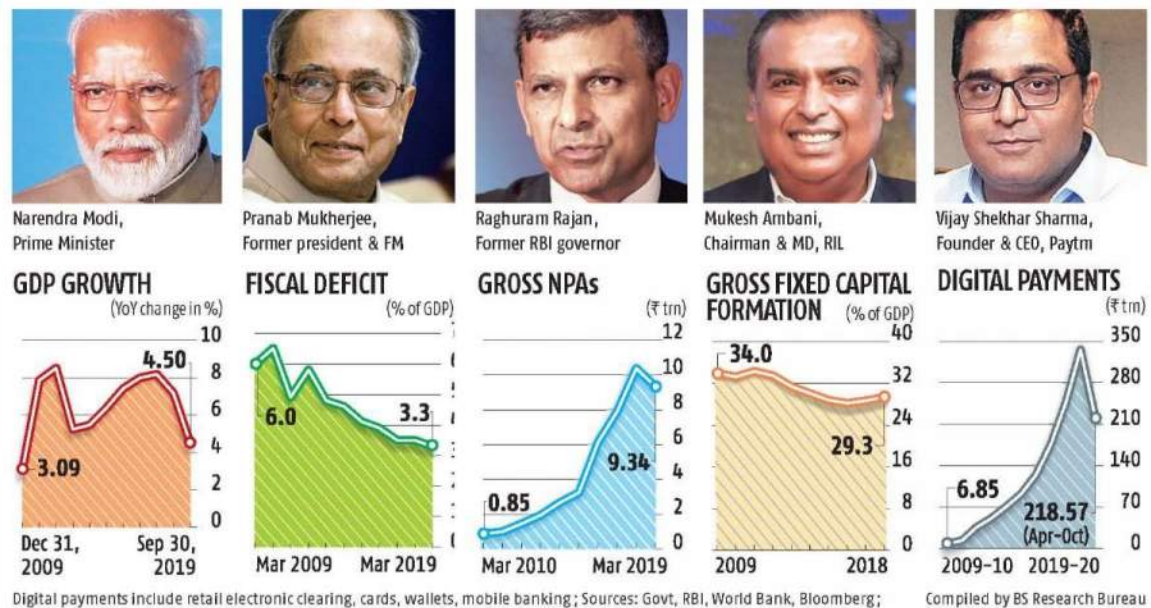 Narendra Modi,
Prime Minister
Pranab Mukherjee,
Former president & FM
Raghuram Rajan,
Former RBI governor
Mukesh Ambani,
Chairman & MD, RIL
Vijay Shekhar Sharma,
Founder & CEO, Paytm
GDP GROWTH
(YoY change in %)
10
8
6
4
2
0
4.50
3.09
Dec 31,
2009
Sep 30,
2019
FISCAL DEFICIT
(% of GDP)
6.0
3.3
Mar 2009
Mar 2019
GROSS NPAs
(₹ trn)
12
10
8
6
4
2
0
0.85
9.34
Mar 2010
Mar 2019
GROSS FIXED CAPITAL
FORMATION (% of GDP)
40
32
24
16
8
0
34.0
29.3
2009
2018
DIGITAL PAYMENTS
(₹ trn)
350
280
210
140
70
0
6.85
218.57
(Apr-Oct)
2009-10
2019-20
Digital payments include retail electronic clearing, cards, wallets, mobile banking; Sources: Govt, RBI, World Bank, Bloomberg;
Compiled by BS Research Bureau